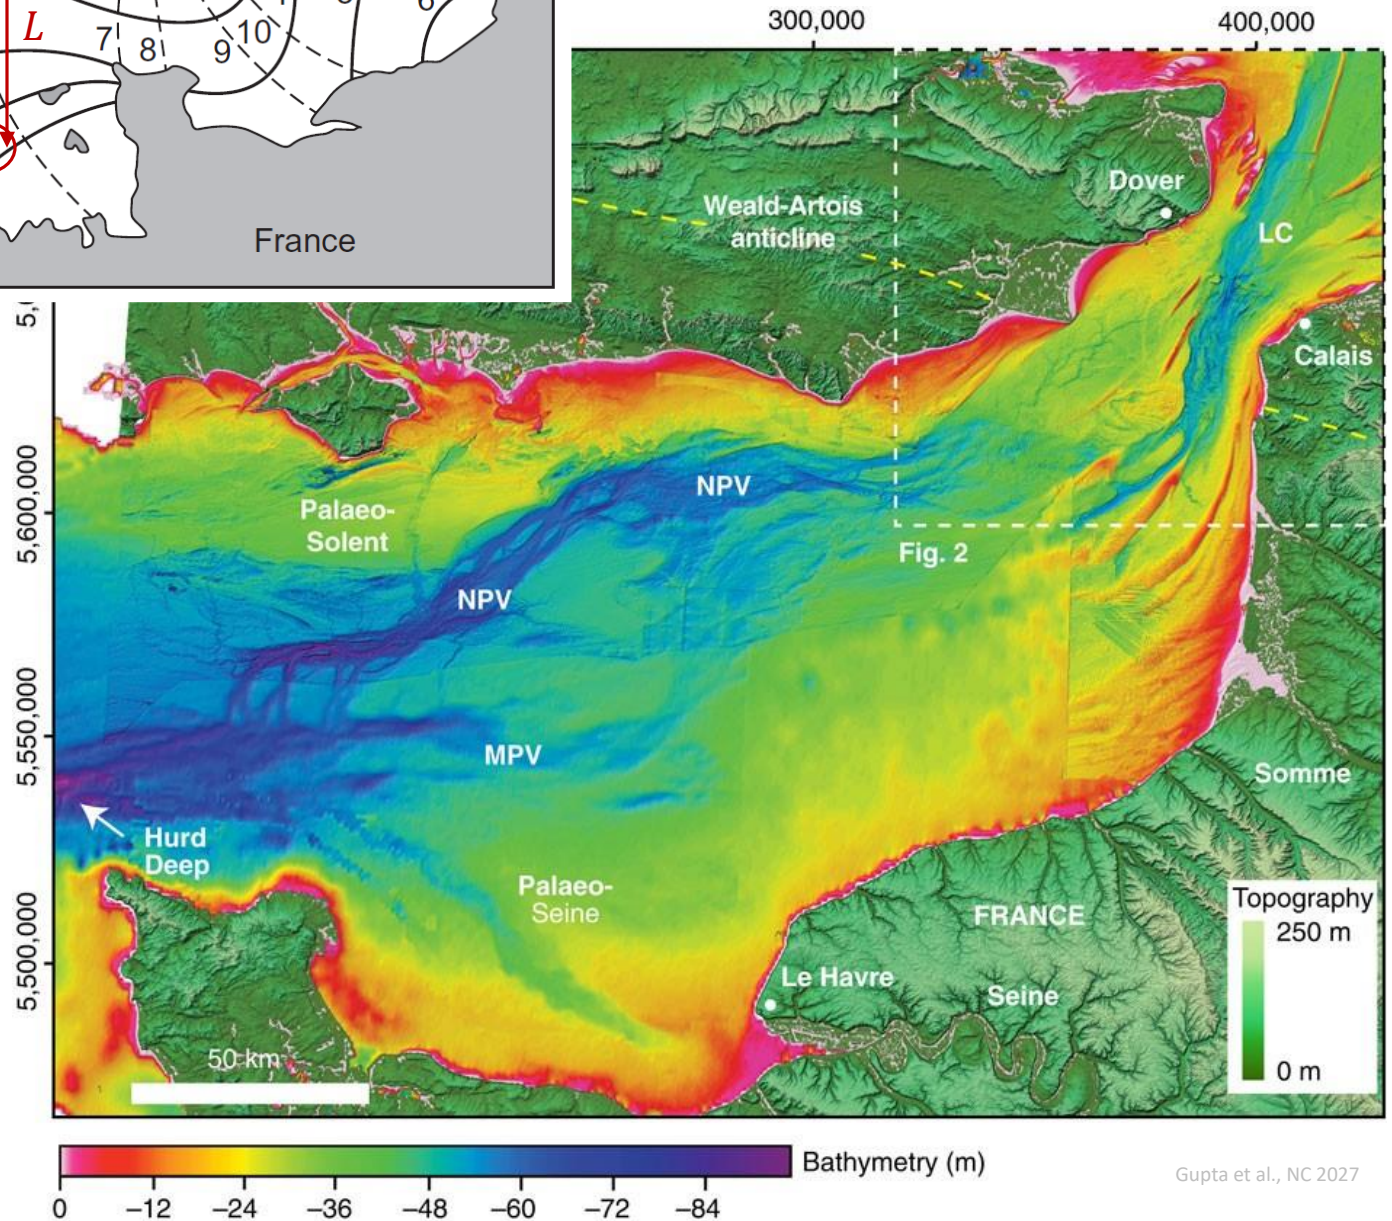 L
7
8
9
10
6
France
300,000
400,000
Dover
Weald-Artois
anticline
LC
Calais
5,600,000
Palaeo-
Solent
NPV
Fig. 2
NPV
5,550,000
MPV
Somme
Hurd
Deep
Palaeo-
Seine
Topography
250 m
0 m
FRANCE
Le Havre
Seine
5,500,000
50 km
Bathymetry (m)
0
–12
–24
–36
–48
–60
–72
–84
Gupta et al., NC 2027